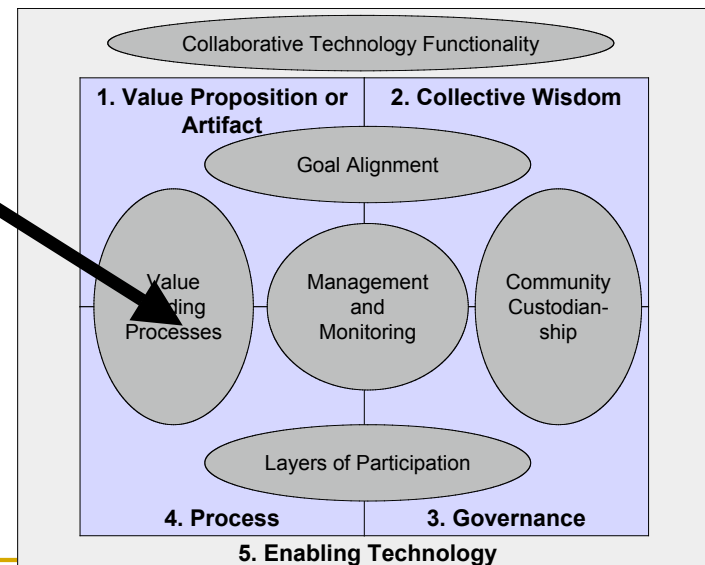 Collaborative Technology Functionality
1. Value Proposition or
Artifact
2. Collective Wisdom
Goal Alignment
Value
Processes
Management
and
Monitoring
Community
Custodian-
ship
Layers of Participation
4. Process
3. Governance
5. Enabling Technology